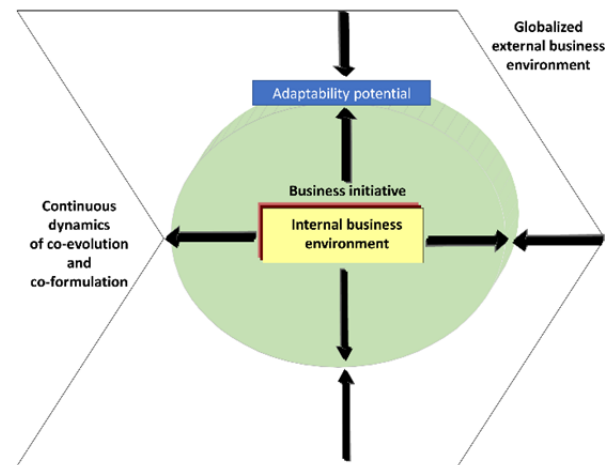 Globalized
external business
environment
Adaptability potential
Business initiative
Internal business
environment
Continuous
dynamics
of co-evolution
and
co-formulation